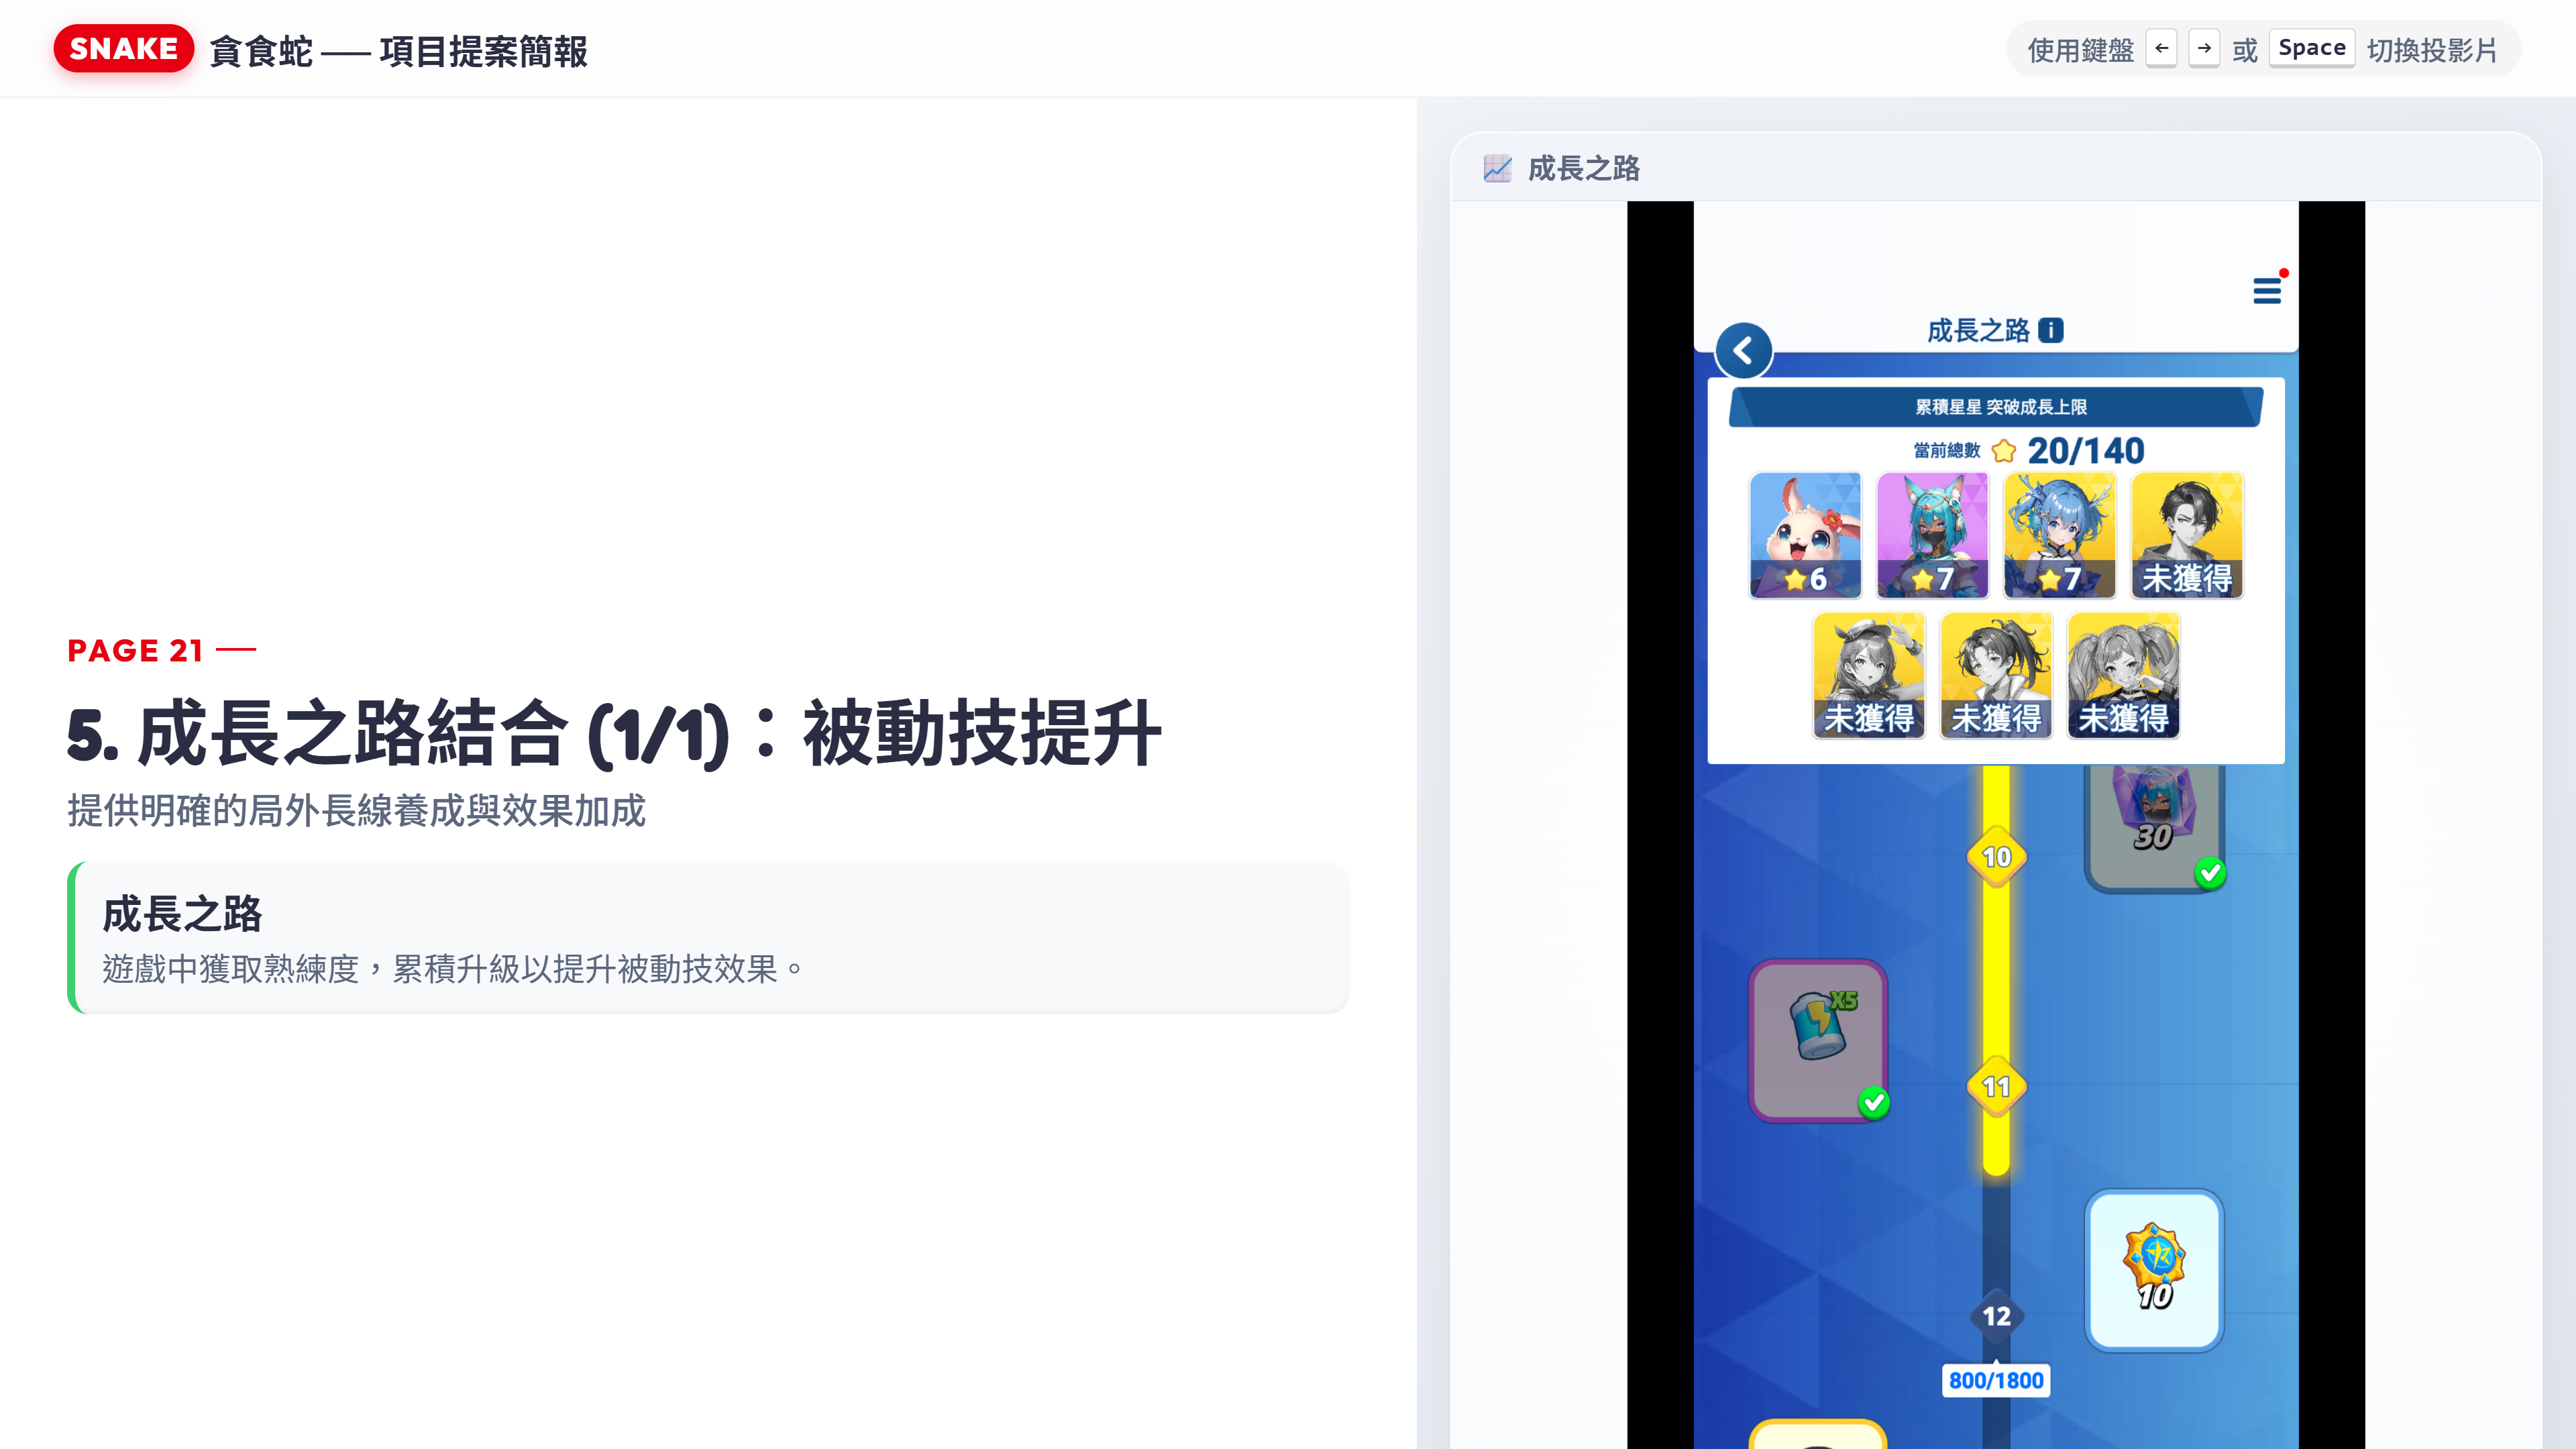 SNAKE 貪食蛇 — 項目提案簡報
使用鍵盤 ← → 或 Space 切換投影片
PAGE 21 —
5. 成長之路結合 (1/1)：被動技提升
提供明確的局外長線養成與效果加成
成長之路
遊戲中獲取熟練度，累積升級以提升被動技效果。
📈 成長之路
成長之路 i
累積星星 突破成長上限
當前總數 20/140
6 7 7 未獲得
未獲得 未獲得 未獲得
30
10
X5
11
10
12
800/1800